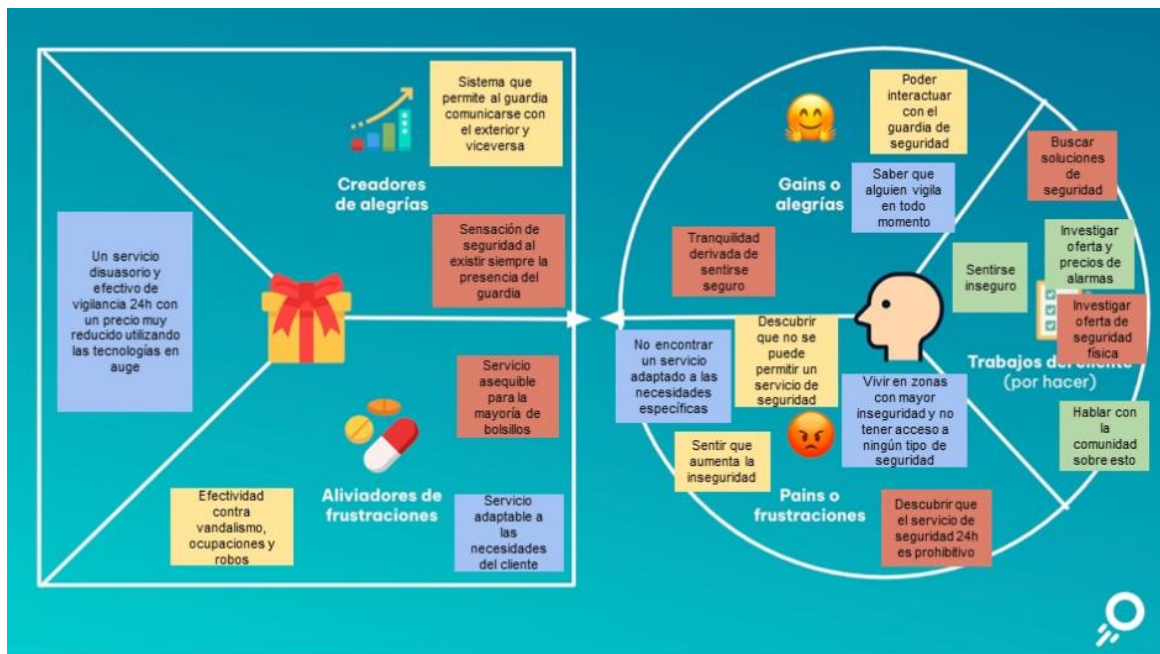 Sistema que
permite al guardia
comunicarse con
el exterior y
viceversa
Creadores
de alegrías
Un servicio
disuasorio y
efectivo de
vigilancia 24h con
un precio muy
reducido utilizando
las tecnologías en
auge
Sensación de
seguridad al
existir siempre la
presencia del
guardia
Servicio
asequible
para la
mayoría de
bolsillos
Aliviadores de
frustraciones
Efectividad
contra
vandalismo,
ocupaciones y
robos
Servicio
adaptable a
las
necesidades
del cliente
Poder
interactuar
con el
guardia de
seguridad
Gains o
alegrías
Saber que
alguien vigila
en todo
momento
Tranquilidad
derivada de
sentirse
seguro
Buscar
soluciones
de
seguridad
Sentirse
inseguro
Investigar
oferta y
precios de
alarmas
Investigar
oferta de
seguridad
física
Trabajos del cliente
(por hacer)
Hablar con
la
comunidad
sobre esto
No encontrar
un servicio
adaptado a las
necesidades
específicas
Descubrir
que no se
puede
permitir un
servicio de
seguridad
Vivir en zonas
con mayor
inseguridad y no
tener acceso a
ningún tipo de
seguridad
Sentir que
aumenta la
inseguridad
Pains o
frustraciones
Descubrir que
el servicio de
seguridad 24h
es prohibitivo